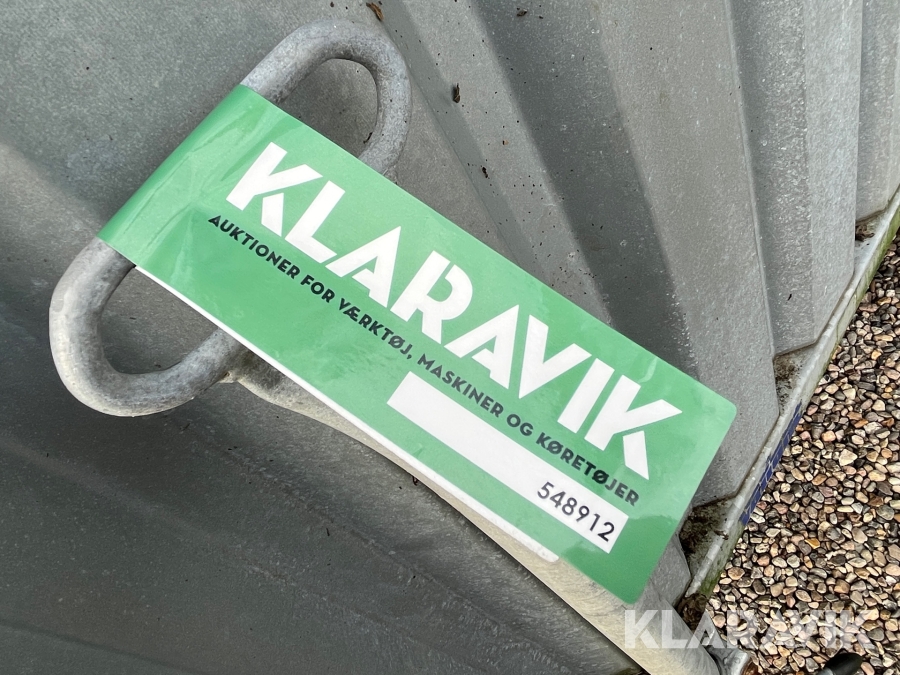 KLARAVIK
AUKTIONER FOR VÆRKTØJ, MASKINER OG KØRETØJER
548912
KLARAVIK